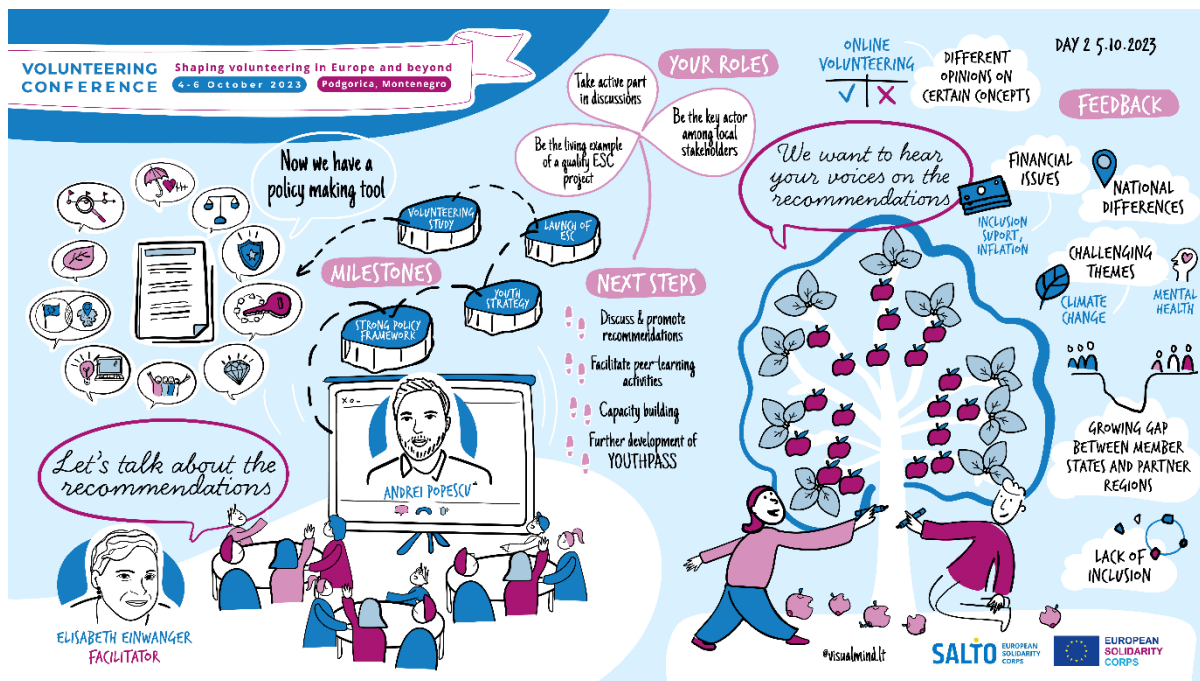 VOLUNTEERING
CONFERENCE
Shaping volunteering in Europe and beyond
4-6 October 2023
Podgorica, Montenegro
Now we have a
policy making tool
MILESTONES
VOLUNTEERING
STUDY
LAUNCH OF
ESC
YOUTH
STRATEGY
STRONG POLICY
FRAMEWORK
Let's talk about the
recommendations
ELISABETH EINWANGER
FACILITATOR
ANDREI POPESCU
YOUR ROLES
Take active part
in discussions
Be the key actor
among local
stakeholders
Be the living example
of a quality ESC
project
NEXT STEPS
Discuss & promote
recommendations
Facilitate peer-learning
activities
Capacity building
Further development of
YOUTHPASS
ONLINE
VOLUNTEERING
DIFFERENT
OPINIONS ON
CERTAIN CONCEPTS
DAY 2 5.10.2023
FEEDBACK
We want to hear
your voices on the
recommendations
FINANCIAL
ISSUES
INCLUSION
SUPORT,
INFLATION
NATIONAL
DIFFERENCES
CHALLENGING
THEMES
CLIMATE
CHANGE
MENTAL
HEALTH
GROWING GAP
BETWEEN MEMBER
STATES AND PARTNER
REGIONS
LACK OF
INCLUSION
@visualmind.lt
SALTO
EUROPEAN
SOLIDARITY
CORPS
EUROPEAN
SOLIDARITY
CORPS